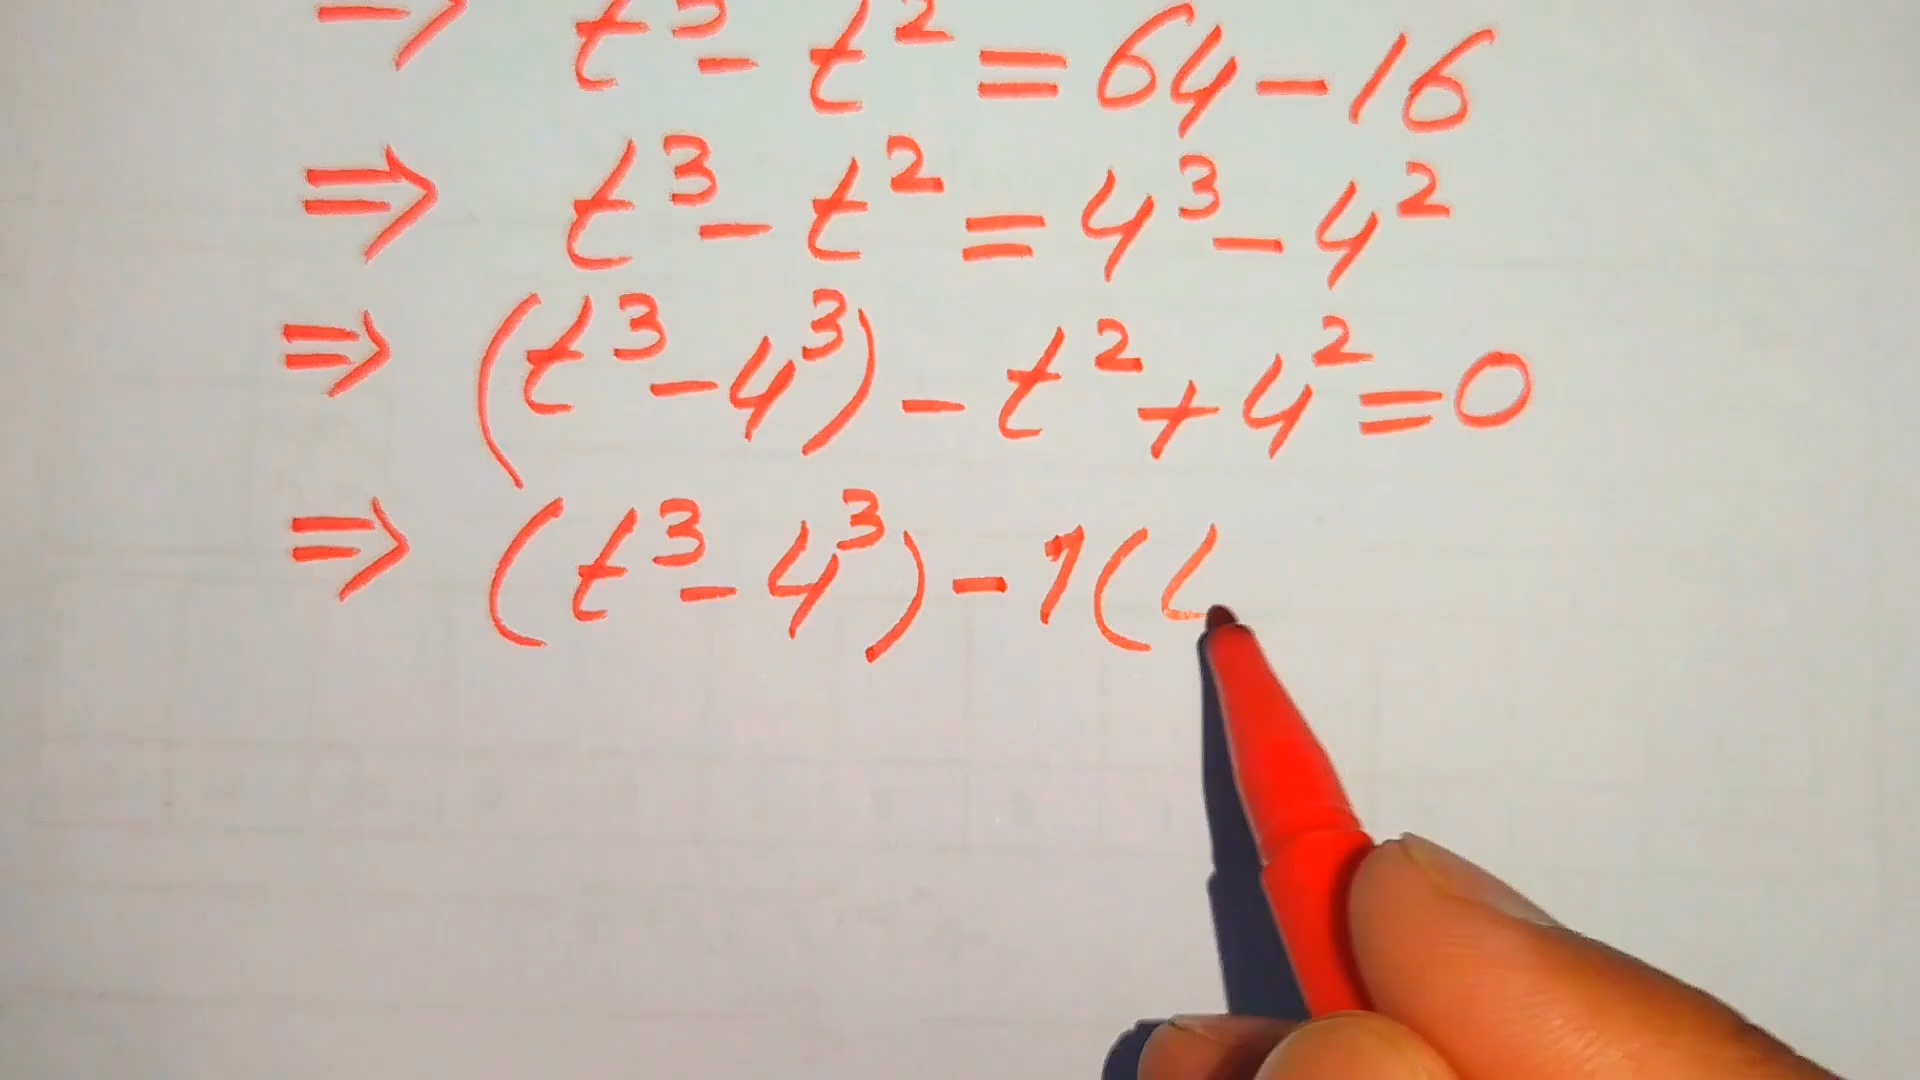 ⇒ t³ - t² = 64 - 16
⇒ t³ - t² = 4³ - 4²
⇒ (t³ - 4³) - t² + 4² = 0
⇒ (t³ - 4³) - 1(